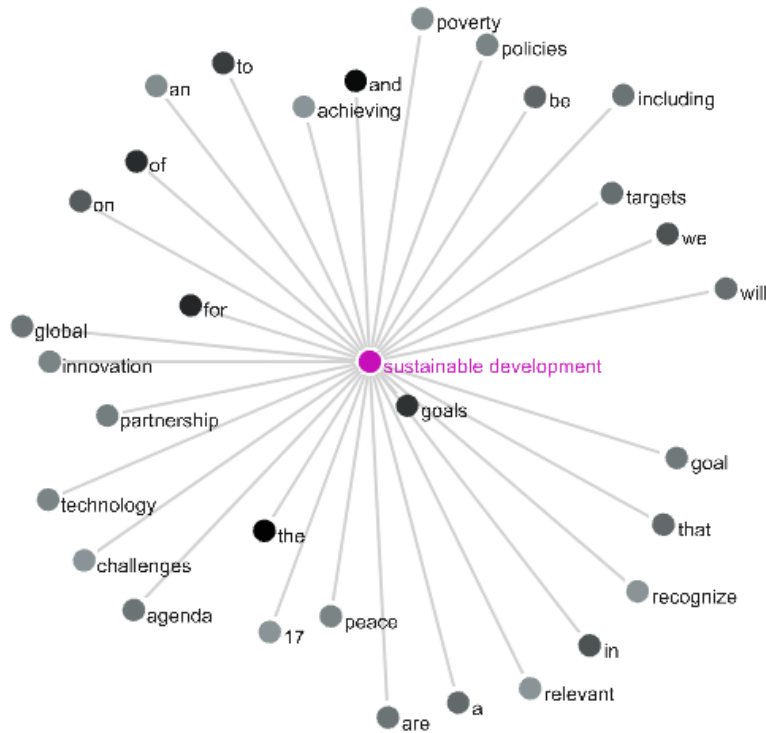 poverty
policies
to
an
and
achieving
be
including
of
on
targets
we
will
for
global
innovation
sustainable development
goals
partnership
goal
technology
that
the
challenges
recognize
agenda
17
peace
in
relevant
a
are